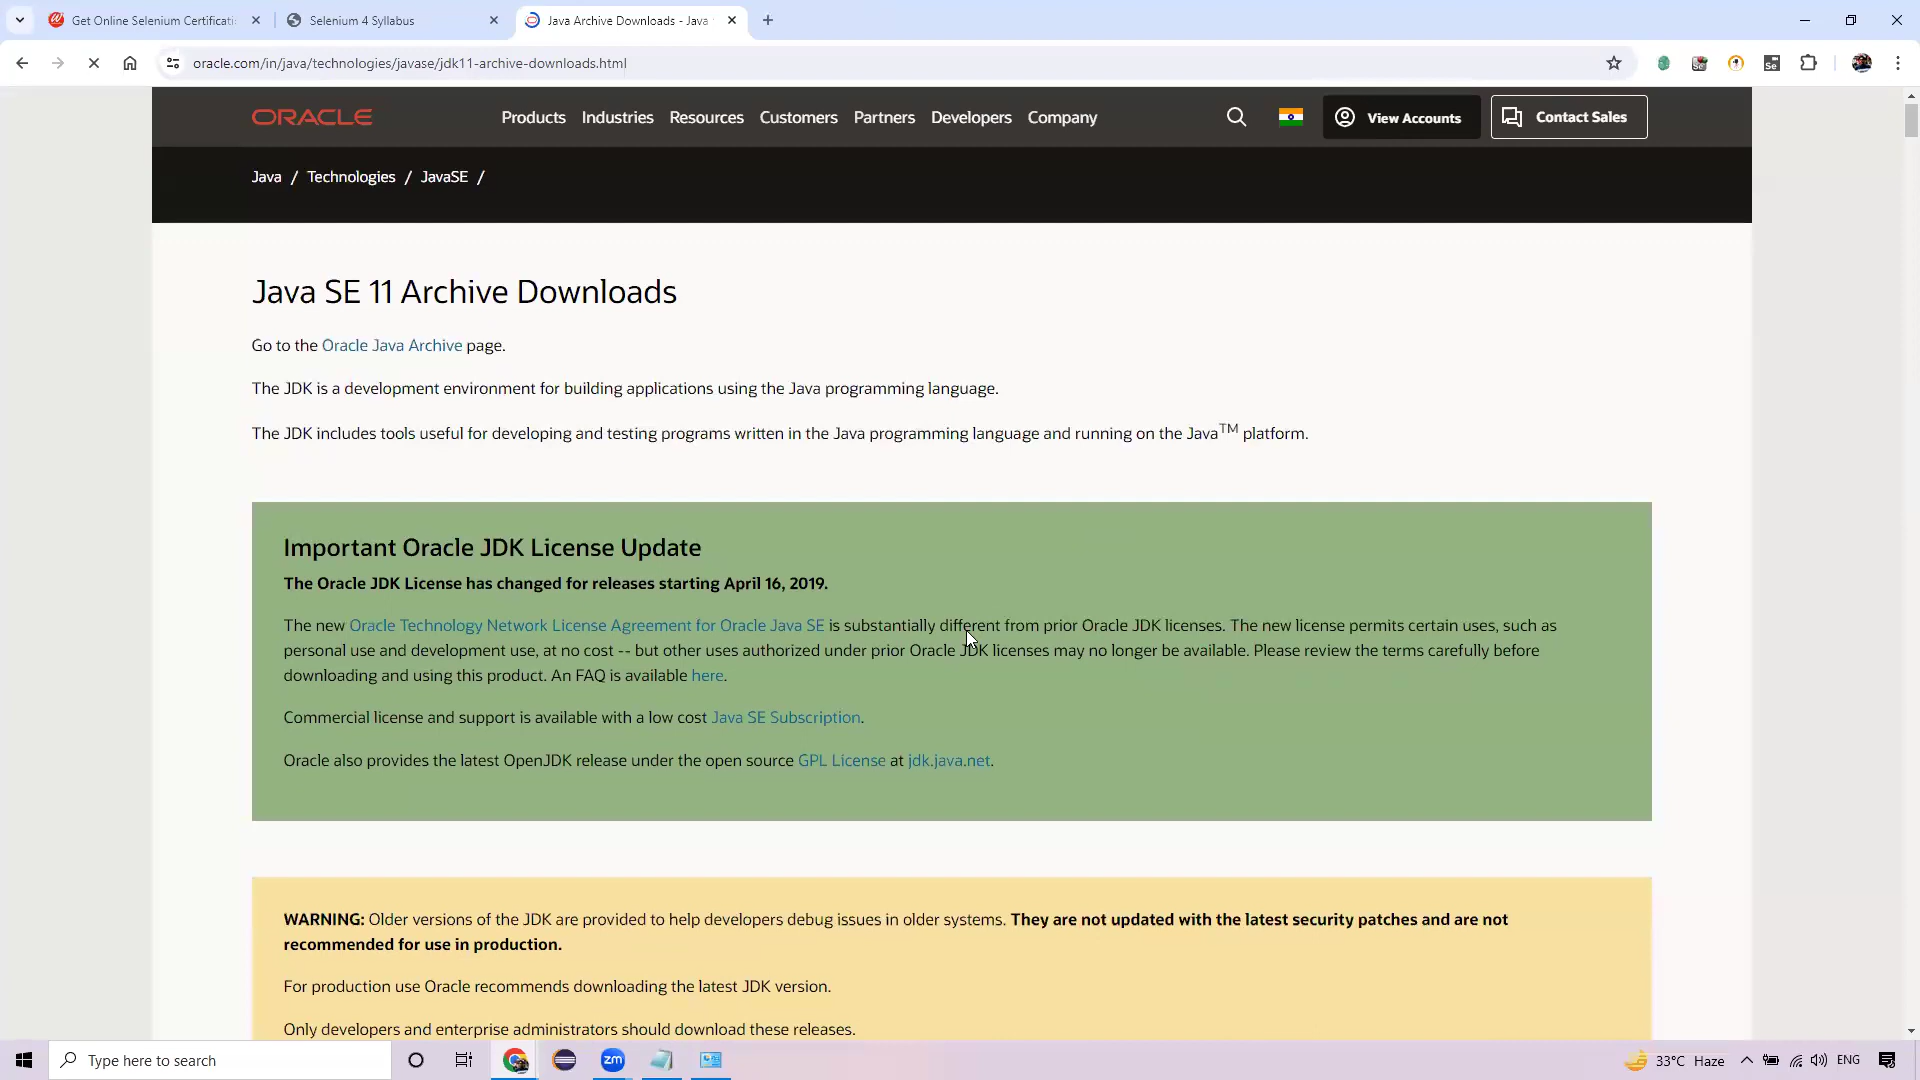 Get Online Selenium Certificati
Selenium 4 Syllabus
Java Archive Downloads - Java
oracle.com/in/java/technologies/javase/jdk11-archive-downloads.html
ORACLE
Products Industries Resources Customers Partners Developers Company
View Accounts
Contact Sales
Java / Technologies / JavaSE /
Java SE 11 Archive Downloads
Go to the Oracle Java Archive page.
The JDK is a development environment for building applications using the Java programming language.
The JDK includes tools useful for developing and testing programs written in the Java programming language and running on the Java™ platform.
Important Oracle JDK License Update
The Oracle JDK License has changed for releases starting April 16, 2019.
The new Oracle Technology Network License Agreement for Oracle Java SE is substantially different from prior Oracle JDK licenses. The new license permits certain uses, such as
personal use and development use, at no cost -- but other uses authorized under prior Oracle JDK licenses may no longer be available. Please review the terms carefully before
downloading and using this product. An FAQ is available here.
Commercial license and support is available with a low cost Java SE Subscription.
Oracle also provides the latest OpenJDK release under the open source GPL License at jdk.java.net.
WARNING: Older versions of the JDK are provided to help developers debug issues in older systems. They are not updated with the latest security patches and are not
recommended for use in production.
For production use Oracle recommends downloading the latest JDK version.
Only developers and enterprise administrators should download these releases.
Type here to search
zm
33°C Haze
ENG